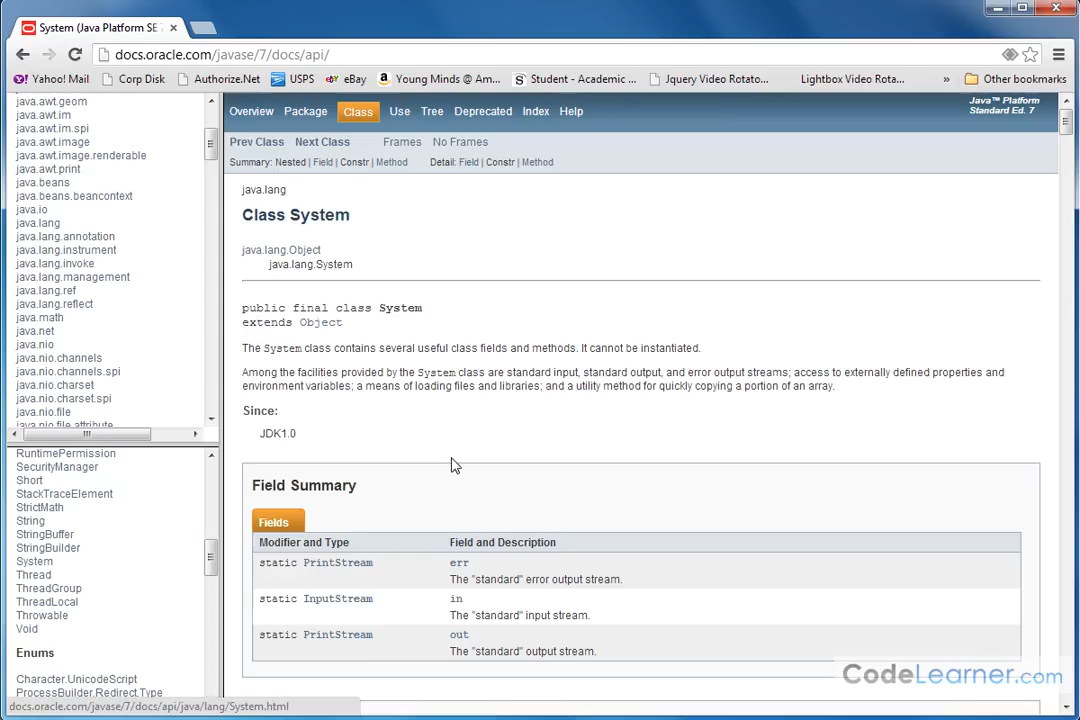 System (Java Platform SE 7
docs.oracle.com/javase/7/docs/api/
Yahoo! Mail Corp Disk Authorize.Net USPS eBay Young Minds @ Am... Student - Academic ... Jquery Video Rotato... Lightbox Video Rota... » Other bookmarks
java.awt.geom
java.awt.im
java.awt.im.spi
java.awt.image
java.awt.image.renderable
java.awt.print
java.beans
java.beans.beancontext
java.io
java.lang
java.lang.annotation
java.lang.instrument
java.lang.invoke
java.lang.management
java.lang.ref
java.lang.reflect
java.math
java.net
java.nio
java.nio.channels
java.nio.channels.spi
java.nio.charset
java.nio.charset.spi
java.nio.file
java.nio.file.attribute
RuntimePermission
SecurityManager
Short
StackTraceElement
StrictMath
String
StringBuffer
StringBuilder
System
Thread
ThreadGroup
ThreadLocal
Throwable
Void
Enums
Character.UnicodeScript
ProcessBuilder.Redirect.Type
docs.oracle.com/javase/7/docs/api/java/lang/System.html
Overview Package Class Use Tree Deprecated Index Help
Java™ Platform
Standard Ed. 7
Prev Class Next Class Frames No Frames
Summary: Nested | Field | Constr | Method Detail: Field | Constr | Method
java.lang
Class System
java.lang.Object
java.lang.System
public final class System
extends Object
The System class contains several useful class fields and methods. It cannot be instantiated.
Among the facilities provided by the System class are standard input, standard output, and error output streams; access to externally defined properties and
environment variables; a means of loading files and libraries; and a utility method for quickly copying a portion of an array.
Since:
JDK1.0
Field Summary
Fields
Modifier and Type Field and Description
static PrintStream err
The "standard" error output stream.
static InputStream in
The "standard" input stream.
static PrintStream out
The "standard" output stream.
CodeLearner.com